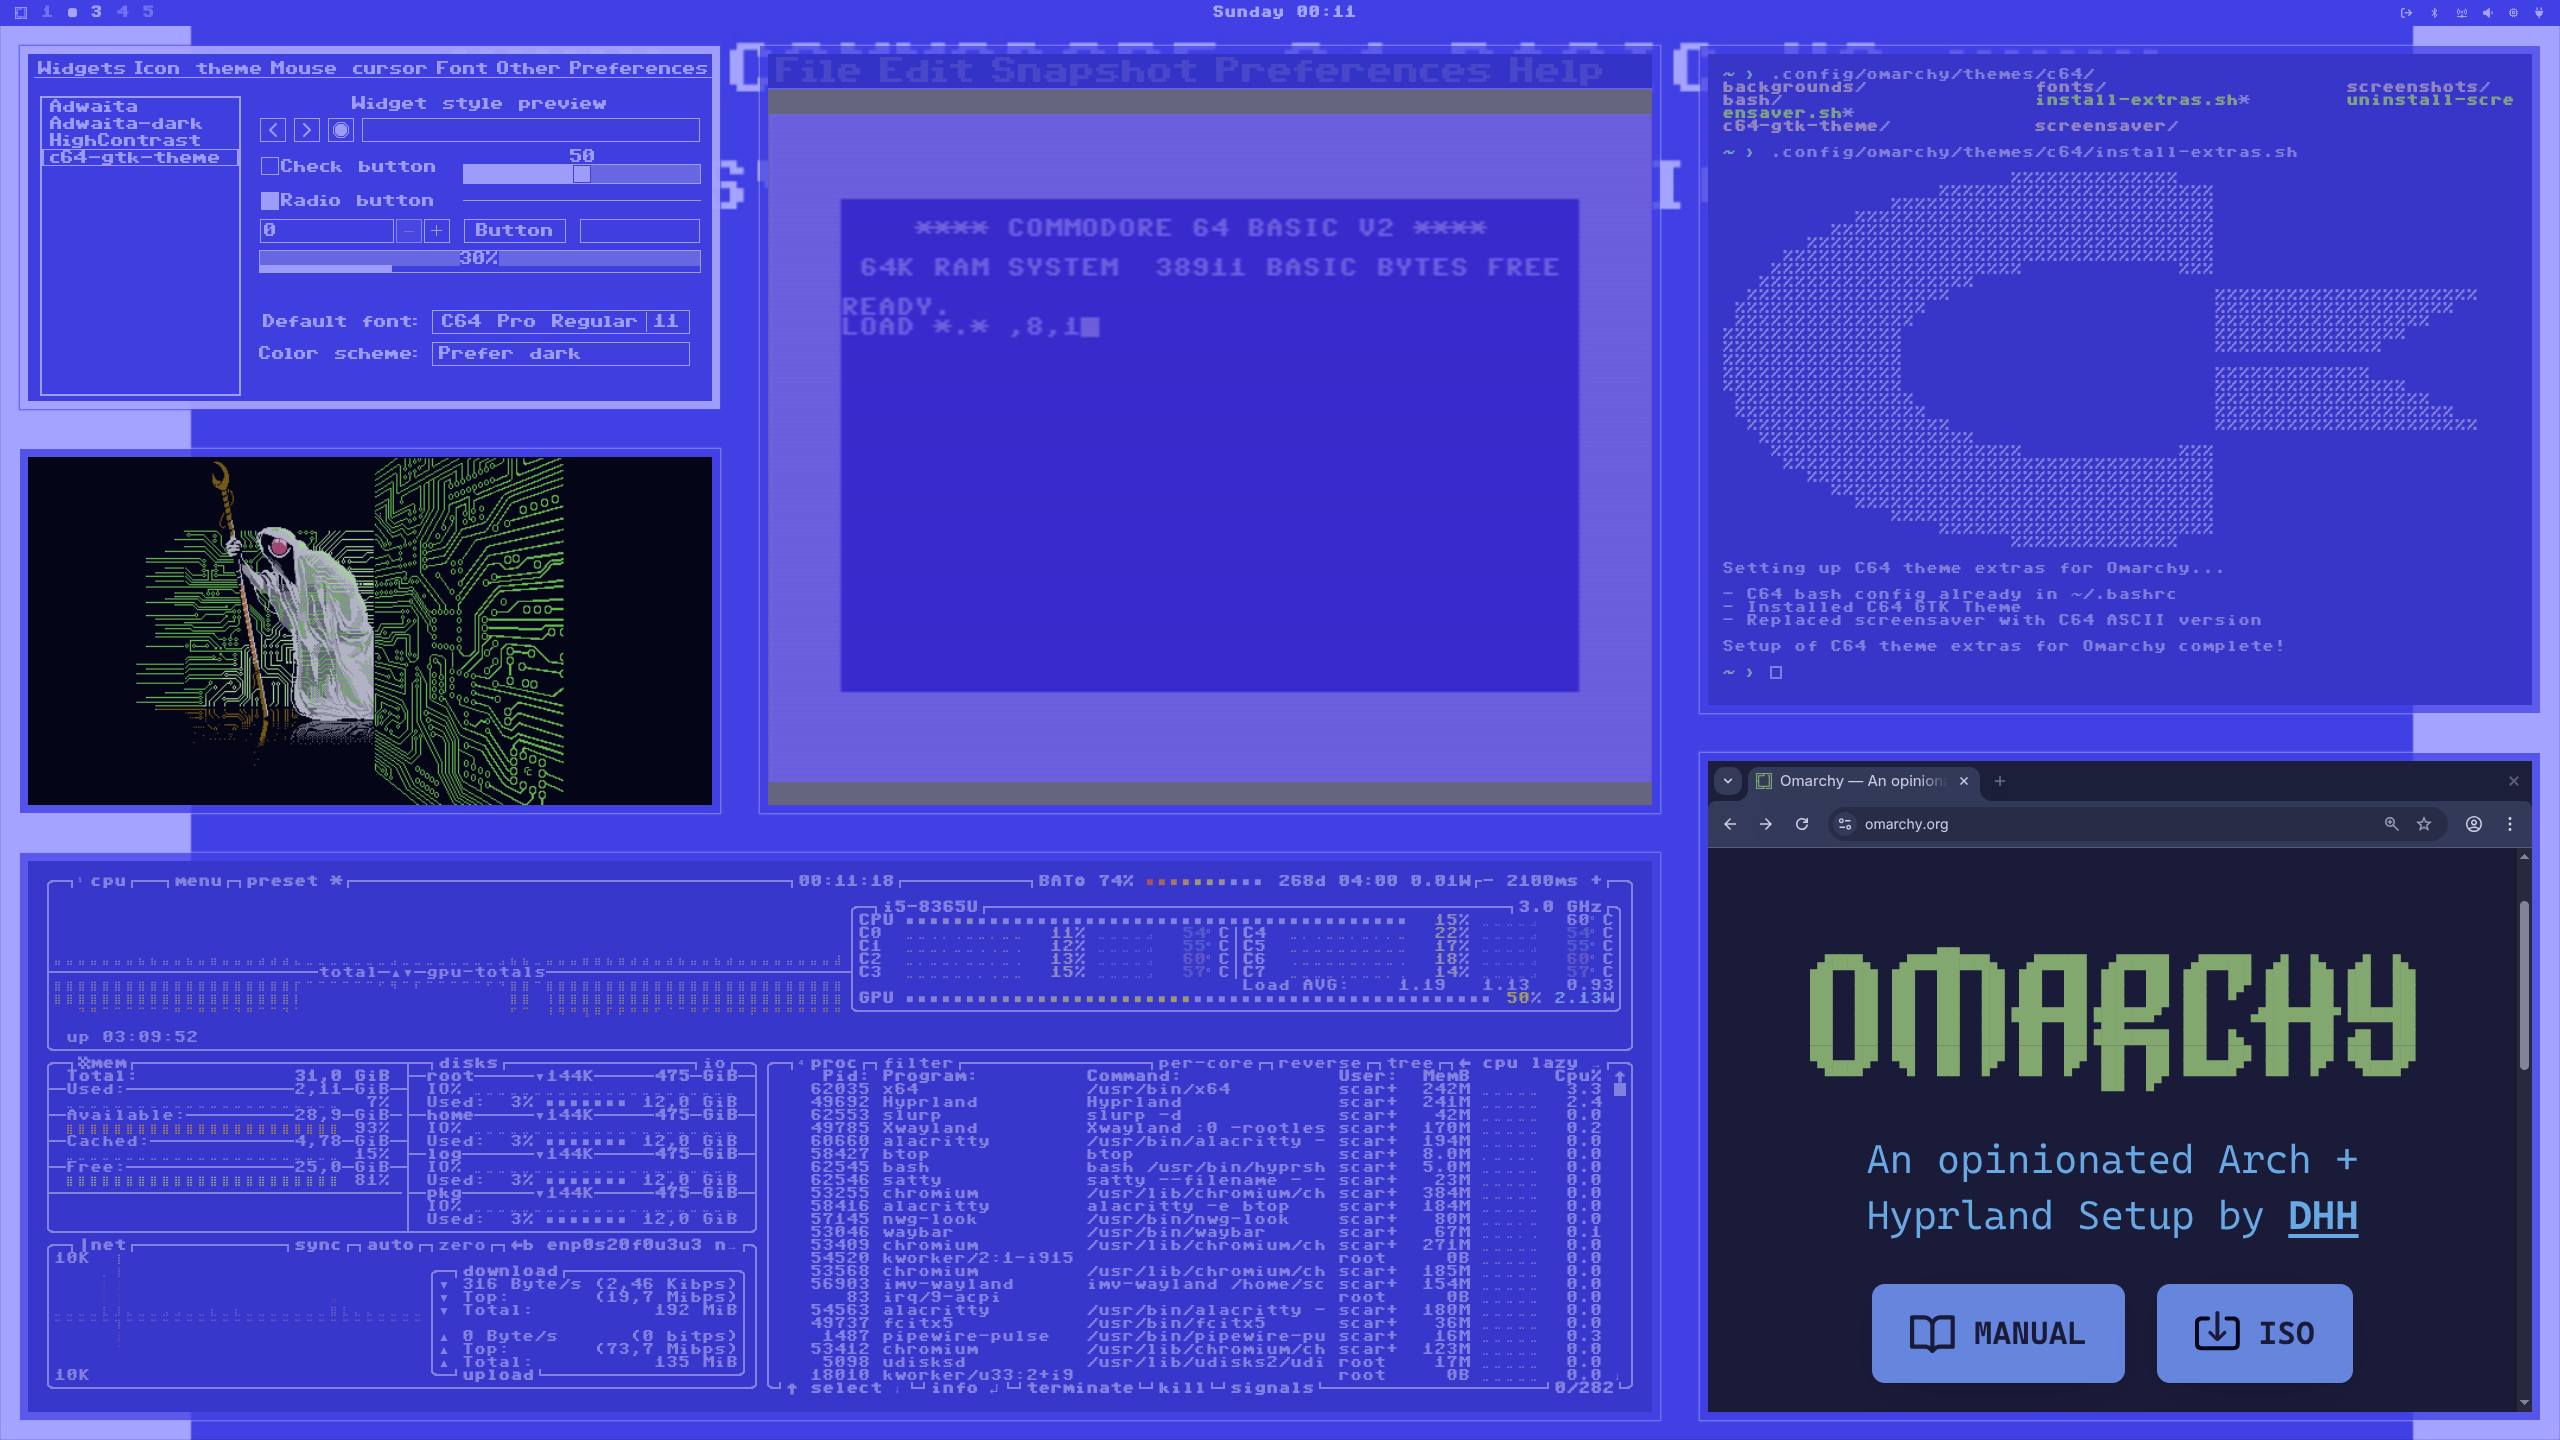 1 3 4 5
Sunday 00:11
Widgets Icon theme Mouse cursor Font Other Preferences
Adwaita
Adwaita-dark
HighContrast
c64-gtk-theme
Widget style preview
Check button
50
Radio button
0 - + Button
30%
Default font: C64 Pro Regular 11
Color scheme: Prefer dark
File Edit Snapshot Preferences Help
**** COMMODORE 64 BASIC V2 ****
64K RAM SYSTEM 38911 BASIC BYTES FREE
READY.
LOAD *.* ,8,1
~ › .config/omarchy/themes/c64/
backgrounds/ fonts/ screenshots/
bash/ install-extras.sh* uninstall-scre
ensaver.sh*
c64-gtk-theme/ screensaver/
~ › .config/omarchy/themes/c64/install-extras.sh
Setting up C64 theme extras for Omarchy...
- C64 bash config already in ~/.bashrc
- Installed C64 GTK Theme
- Replaced screensaver with C64 ASCII version
Setup of C64 theme extras for Omarchy complete!
~ ›
Omarchy — An opinion
omarchy.org
OMARCHY
An opinionated Arch +
Hyprland Setup by DHH
MANUAL ISO
¹cpu menu preset * 00:11:18 BAT 74% 268d 04:00 0.01W - 2100ms +
i5-8365U 3.0 GHz
CPU 15% 60°C
C0 11% 54°C C4 22% 54°C
C1 12% 55°C C5 17% 55°C
C2 13% 60°C C6 18% 60°C
C3 15% 57°C C7 14% 57°C
Load AVG: 1.19 1.13 0.93
GPU 50% 2.13W
total ▲▼ gpu-totals
up 03:09:52
mem disks io
Total: 31,0 GiB
Used: 2,11 GiB
7%
Available: 28,9 GiB
93%
Cached: 4,78 GiB
15%
Free: 25,0 GiB
81%
root ▼144K 475 GiB
IO%
Used: 3% 12,0 GiB
home ▼144K 475 GiB
IO%
Used: 3% 12,0 GiB
log ▼144K 475 GiB
IO%
Used: 3% 12,0 GiB
pkg ▼144K 475 GiB
IO%
Used: 3% 12,0 GiB
net sync auto zero ←b enp0s20f0u3u3 n→
10K
download
▼ 316 Byte/s (2,46 Kibps)
▼ Top: (19,7 Mibps)
▼ Total: 192 MiB
▲ 0 Byte/s (0 bitps)
▲ Top: (73,7 Mibps)
▲ Total: 135 MiB
upload
10K
⁴proc filter per-core reverse tree ← cpu lazy
Pid: Program: Command: User: MemB Cpu% ↑
62035 x64 /usr/bin/x64 scar+ 242M 3.3
49692 Hyprland Hyprland scar+ 241M 2.4
62553 slurp slurp -d scar+ 42M 0.0
49785 Xwayland Xwayland :0 -rootles scar+ 170M 0.2
60660 alacritty /usr/bin/alacritty - scar+ 194M 0.0
58427 btop btop scar+ 8.0M 0.0
62545 bash bash /usr/bin/hyprsh scar+ 5.0M 0.0
62546 satty satty --filename - - scar+ 23M 0.0
53255 chromium /usr/lib/chromium/ch scar+ 384M 0.0
58416 alacritty alacritty -e btop scar+ 184M 0.0
57145 nwg-look /usr/bin/nwg-look scar+ 80M 0.0
53046 waybar /usr/bin/waybar scar+ 67M 0.1
53409 chromium /usr/lib/chromium/ch scar+ 271M 0.0
54520 kworker/2:1-i915 root 0B 0.0
53568 chromium /usr/lib/chromium/ch scar+ 185M 0.0
56903 imv-wayland imv-wayland /home/sc scar+ 154M 0.0
83 irq/9-acpi root 0B 0.0
54563 alacritty /usr/bin/alacritty - scar+ 180M 0.0
49737 fcitx5 /usr/bin/fcitx5 scar+ 36M 0.0
1487 pipewire-pulse /usr/bin/pipewire-pu scar+ 16M 0.3
53412 chromium /usr/lib/chromium/ch scar+ 123M 0.0
5098 udisksd /usr/lib/udisks2/udi root 17M 0.0
18010 kworker/u33:2+i9 root 0B 0.0
↑ select ↓ info ↲ terminate kill signals 0/282